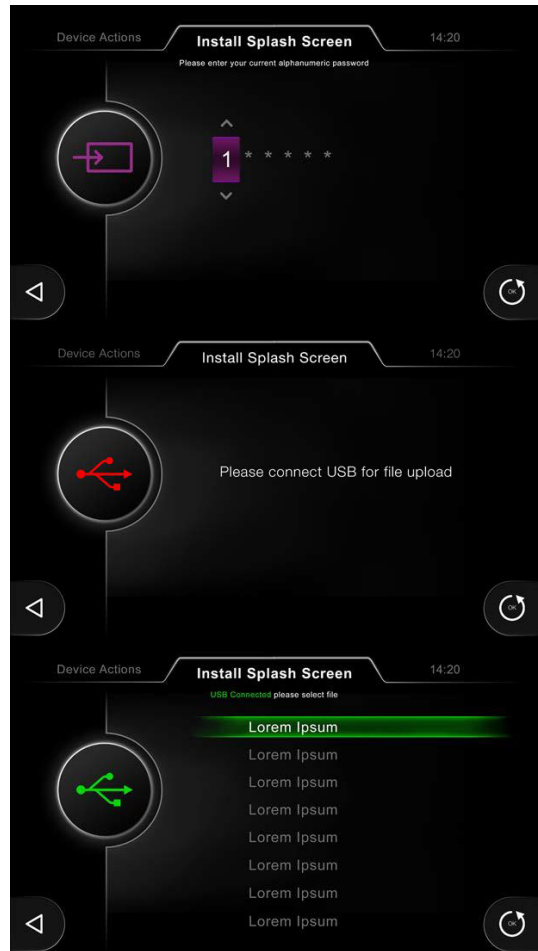 Device Actions
Install Splash Screen
14:20
Please enter your current alphanumeric password
1 * * * * *
OK
Device Actions
Install Splash Screen
14:20
Please connect USB for file upload
OK
Device Actions
Install Splash Screen
14:20
USB Connected please select file
Lorem Ipsum
Lorem Ipsum
Lorem Ipsum
Lorem Ipsum
Lorem Ipsum
Lorem Ipsum
Lorem Ipsum
Lorem Ipsum
OK